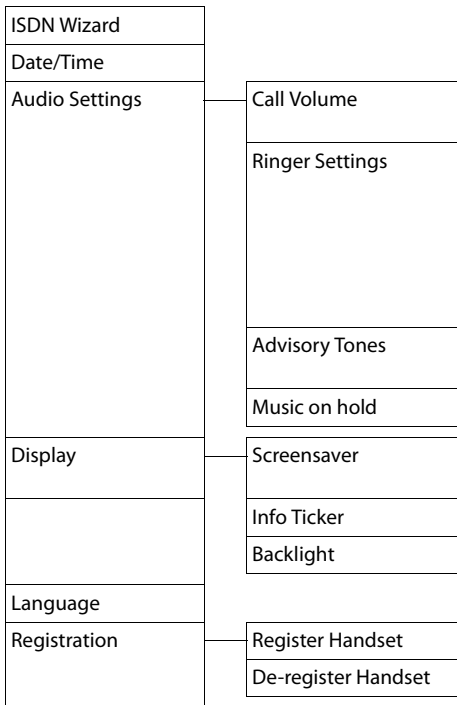 ISDN Wizard
Date/Time
Audio Settings
Call Volume
Ringer Settings
Advisory Tones
Music on hold
Display
Screensaver
Info Ticker
Backlight
Language
Registration
Register Handset
De-register Handset